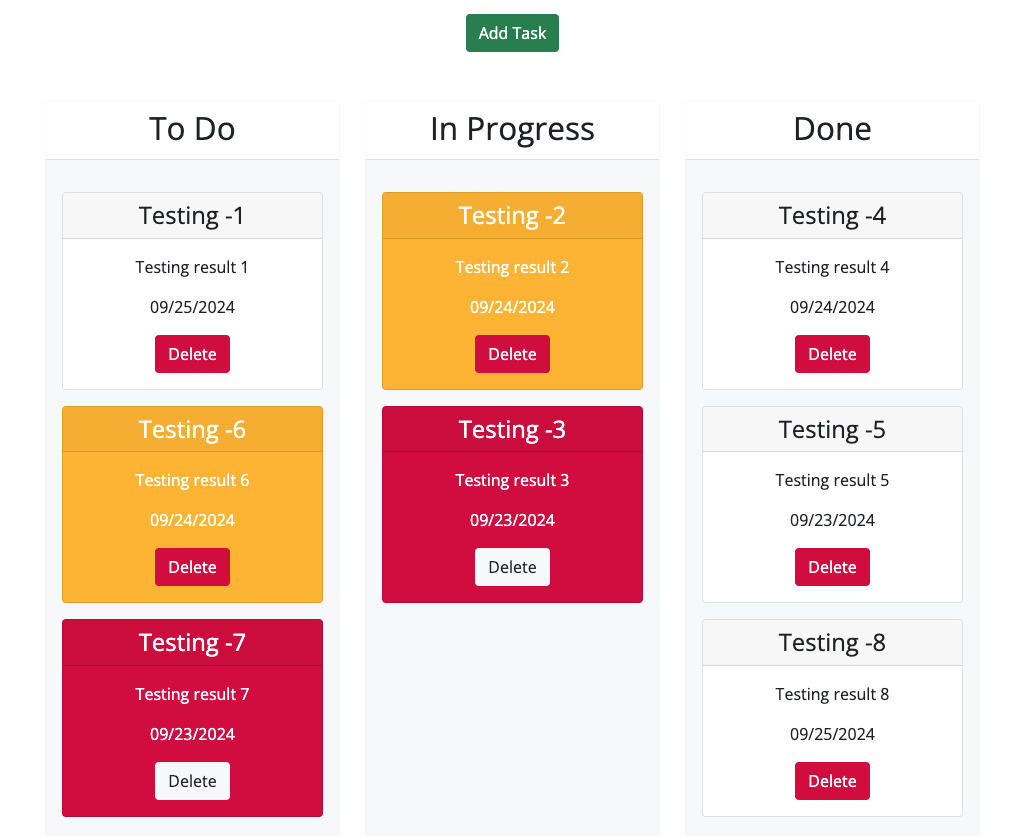 Add Task
To Do
Testing -1
Testing result 1
09/25/2024
Delete
Testing -6
Testing result 6
09/24/2024
Delete
Testing -7
Testing result 7
09/23/2024
Delete
In Progress
Testing -2
Testing result 2
09/24/2024
Delete
Testing -3
Testing result 3
09/23/2024
Delete
Done
Testing -4
Testing result 4
09/24/2024
Delete
Testing -5
Testing result 5
09/23/2024
Delete
Testing -8
Testing result 8
09/25/2024
Delete